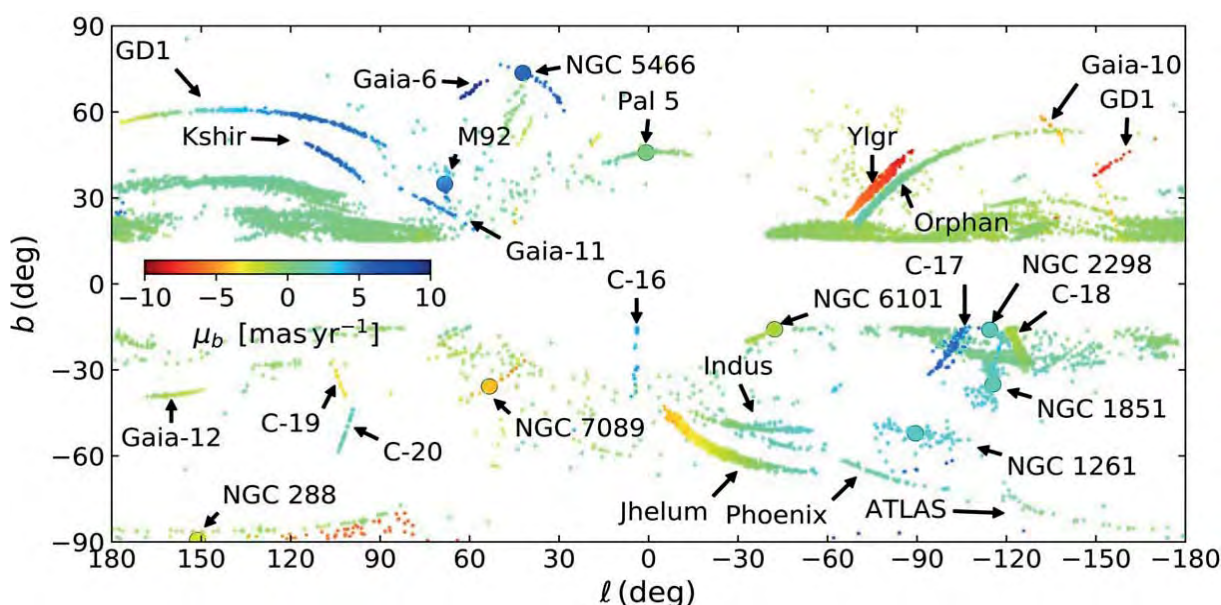 90
GD1
Gaia-6
NGC 5466
Gaia-10
Pal 5
GD1
60
Kshir
M92
Ylgr
30
Gaia-11
Orphan
b (deg)
0
−10 −5 0 5 10
μb [mas yr−1]
C-16
C-17
NGC 2298
C-18
NGC 6101
−30
Indus
Gaia-12
C-19
C-20
NGC 7089
NGC 1851
NGC 1261
−60
NGC 288
Jhelum
Phoenix
ATLAS
−90
180 150 120 90 60 30 0 −30 −60 −90 −120 −150 −180
ℓ (deg)